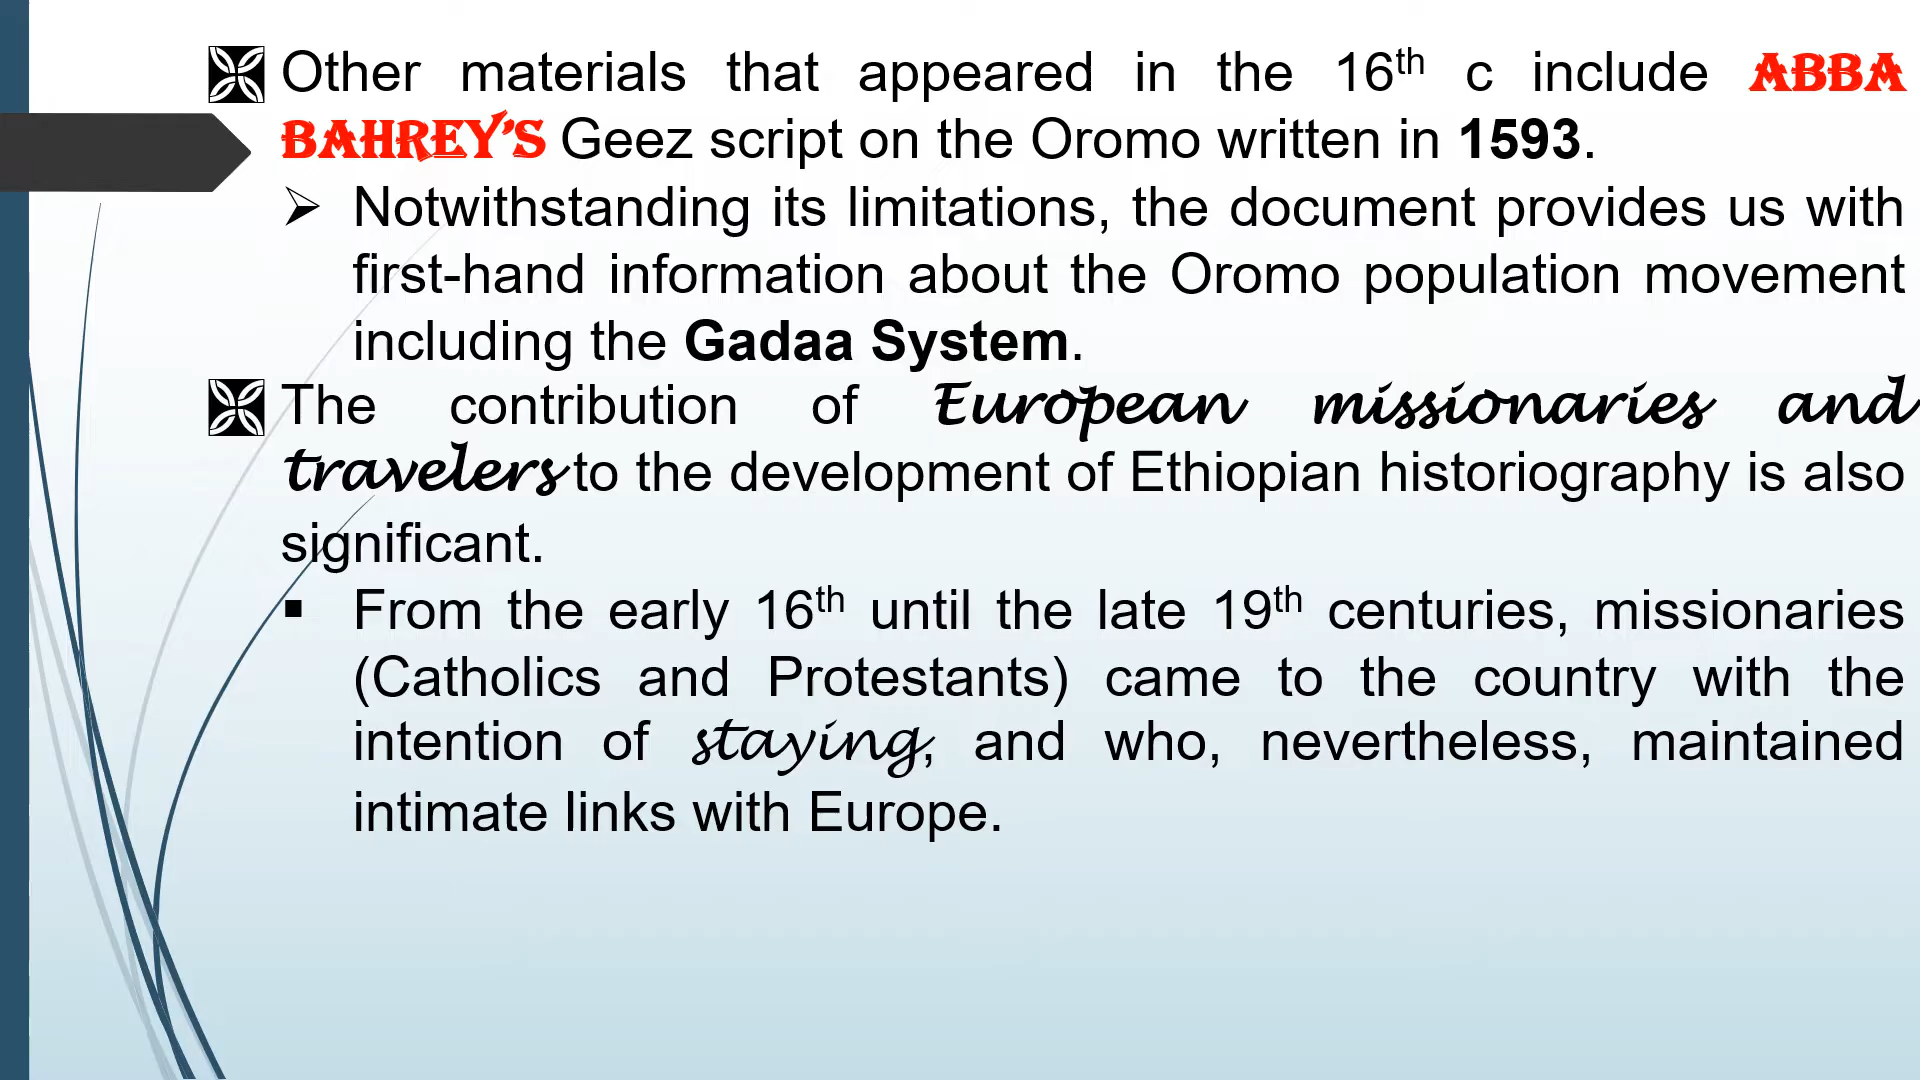 Other materials that appeared in the 16th c include ABBA
BAHREY'S Geez script on the Oromo written in 1593.
Notwithstanding its limitations, the document provides us with
first-hand information about the Oromo population movement
including the Gadaa System.
The contribution of European missionaries and
travelers to the development of Ethiopian historiography is also
significant.
From the early 16th until the late 19th centuries, missionaries
(Catholics and Protestants) came to the country with the
intention of staying, and who, nevertheless, maintained
intimate links with Europe.